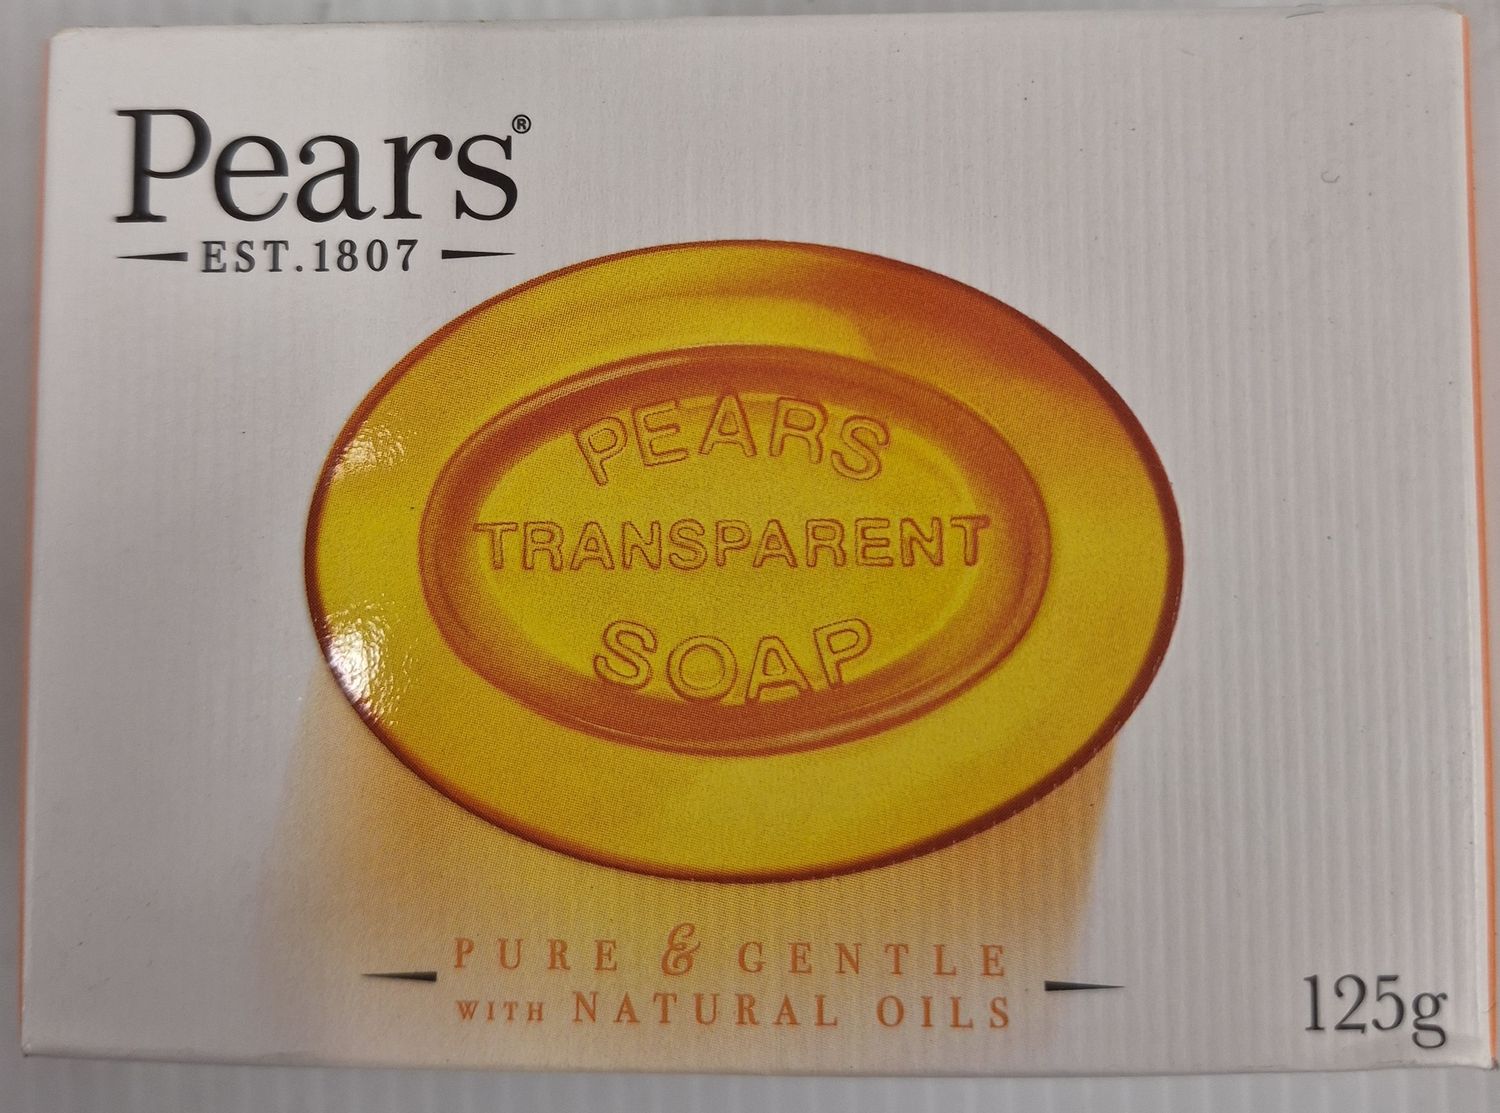 Pears®
EST.1807
PEARS
TRANSPARENT
SOAP
PURE & GENTLE
WITH NATURAL OILS
125g